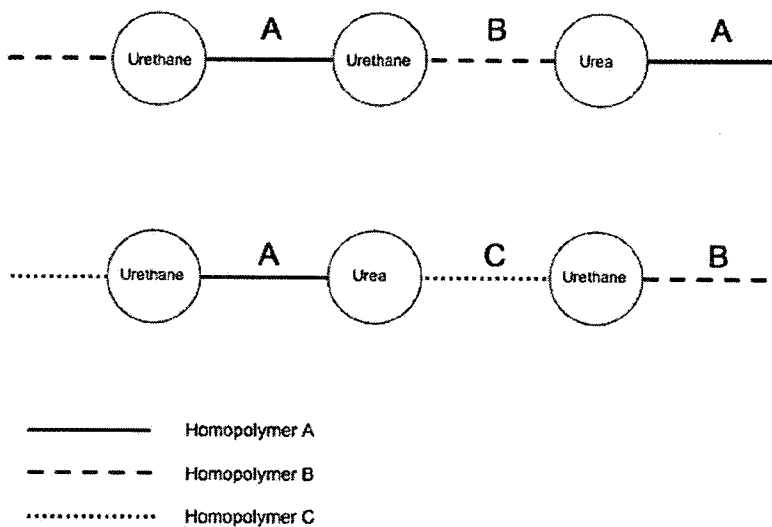 A B A
Urethane Urethane Urea
A C B
Urethane Urea Urethane
Homopolymer A
Homopolymer B
Homopolymer C